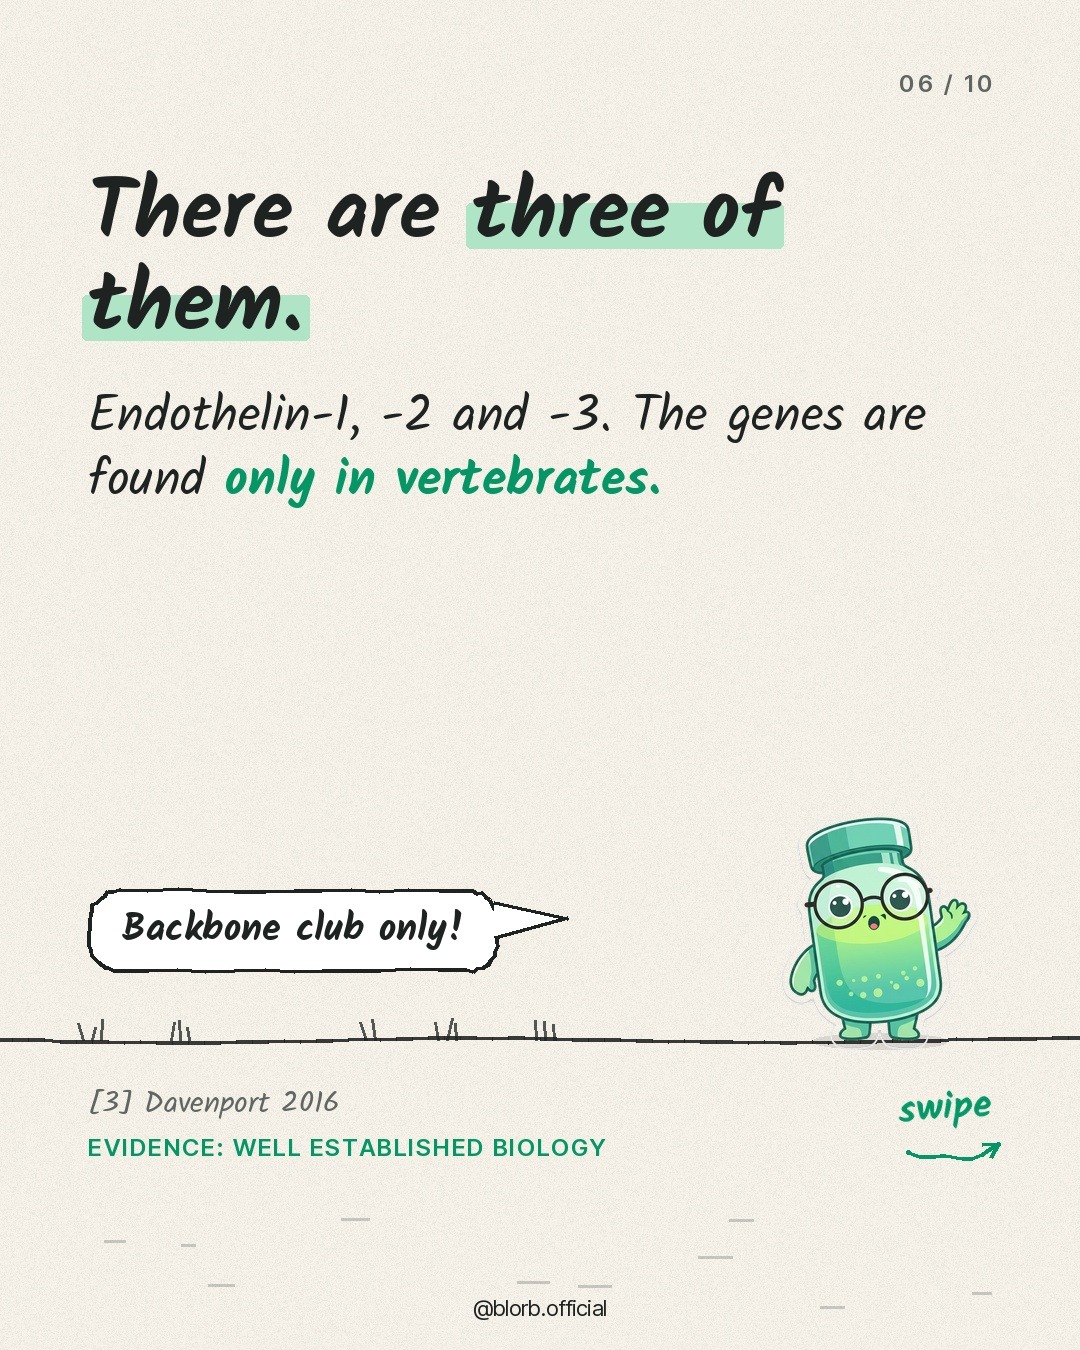 06 / 10
There are three of
them.
Endothelin-1, -2 and -3. The genes are
found only in vertebrates.
Backbone club only!
[3] Davenport 2016
EVIDENCE: WELL ESTABLISHED BIOLOGY
swipe
@blorb.official